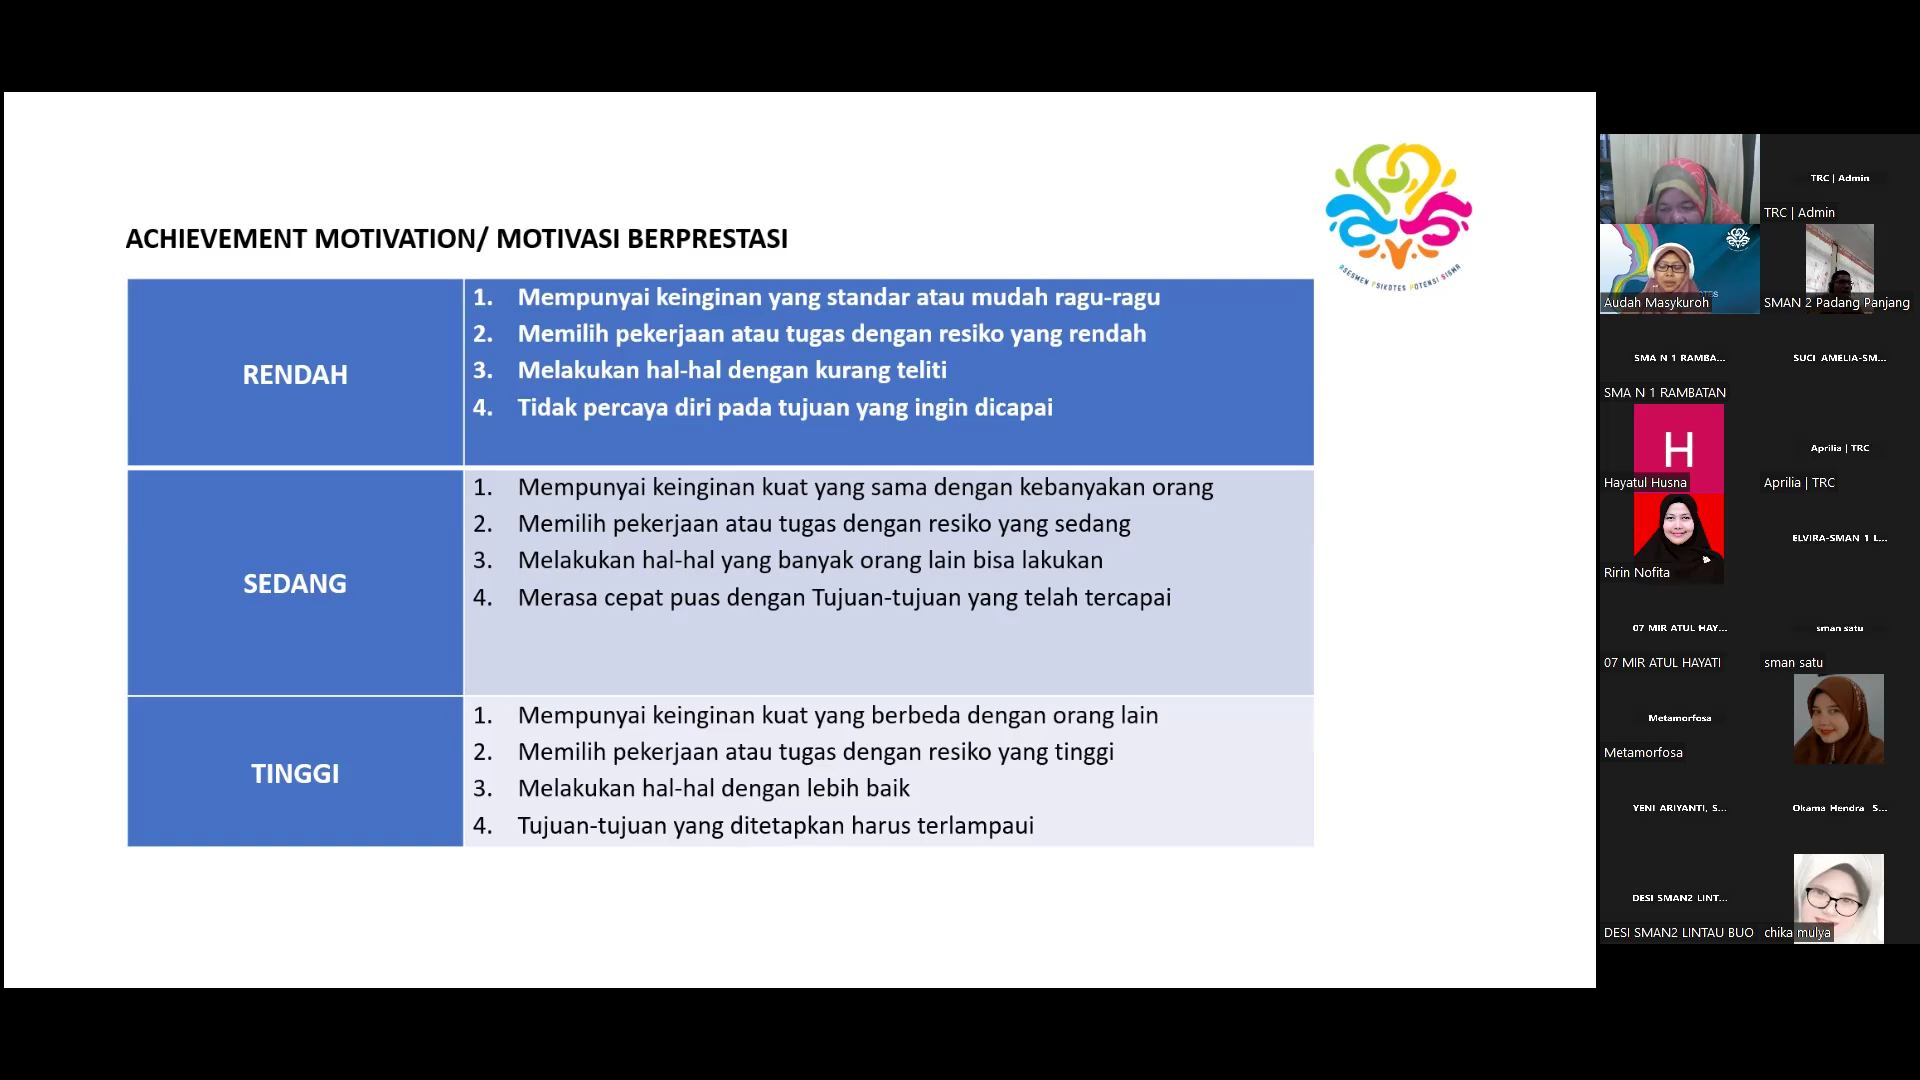 ACHIEVEMENT MOTIVATION/ MOTIVASI BERPRESTASI
ASESMEN PSIKOTES POTENSI SISWA
RENDAH
1. Mempunyai keinginan yang standar atau mudah ragu-ragu
2. Memilih pekerjaan atau tugas dengan resiko yang rendah
3. Melakukan hal-hal dengan kurang teliti
4. Tidak percaya diri pada tujuan yang ingin dicapai
SEDANG
1. Mempunyai keinginan kuat yang sama dengan kebanyakan orang
2. Memilih pekerjaan atau tugas dengan resiko yang sedang
3. Melakukan hal-hal yang banyak orang lain bisa lakukan
4. Merasa cepat puas dengan Tujuan-tujuan yang telah tercapai
TINGGI
1. Mempunyai keinginan kuat yang berbeda dengan orang lain
2. Memilih pekerjaan atau tugas dengan resiko yang tinggi
3. Melakukan hal-hal dengan lebih baik
4. Tujuan-tujuan yang ditetapkan harus terlampaui
TRC | Admin
TRC | Admin
Audah Masykuroh
SMAN 2 Padang Panjang
SMA N 1 RAMBA...
SMA N 1 RAMBATAN
SUCI AMELIA-SM...
H
Hayatul Husna
Aprilia | TRC
Aprilia | TRC
Ririn Nofita
ELVIRA-SMAN 1 L...
07 MIR ATUL HAY...
07 MIR ATUL HAYATI
sman satu
sman satu
Metamorfosa
Metamorfosa
YENI ARIYANTI, S...
Okama Hendra S...
DESI SMAN2 LINT...
DESI SMAN2 LINTAU BUO
chika mulya